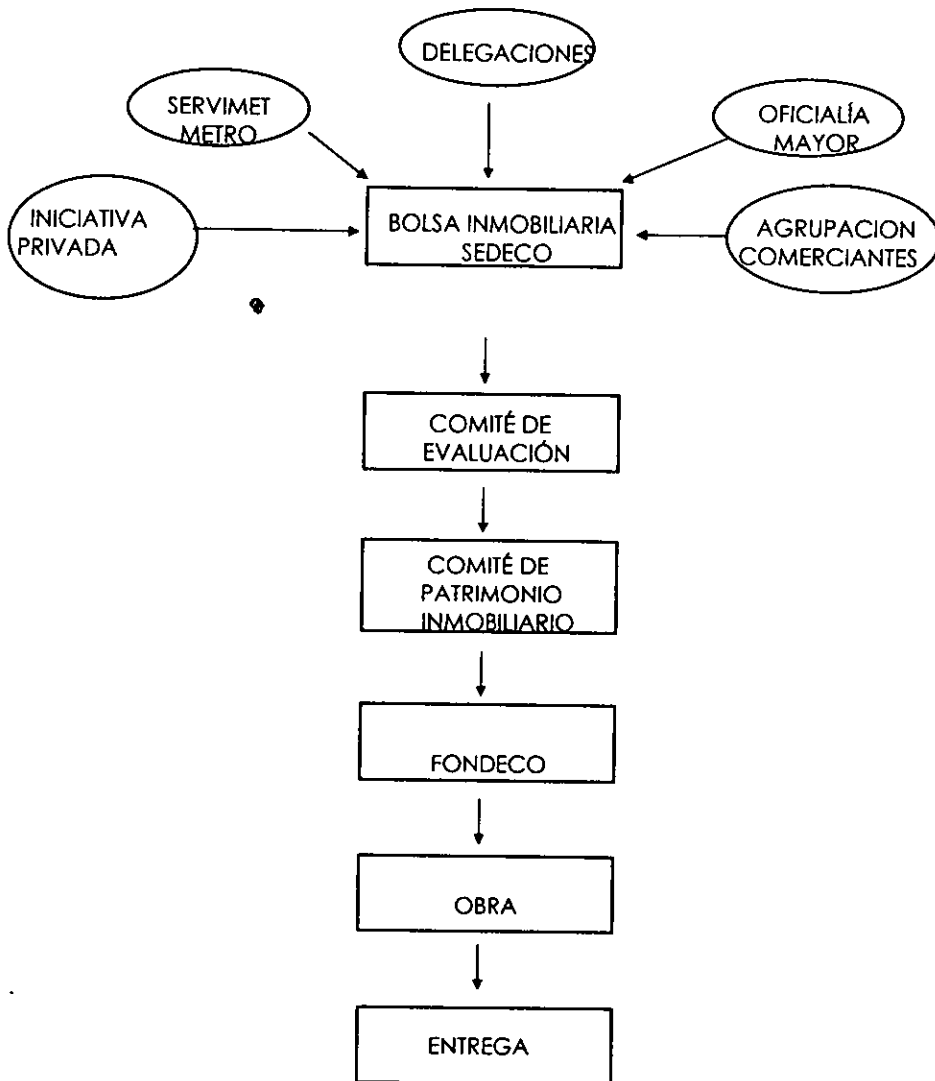 DELEGACIONES
SERVIMET
METRO
OFICIALÍA
MAYOR
INICIATIVA
PRIVADA
BOLSA INMOBILIARIA
SEDECO
AGRUPACION
COMERCIANTES
COMITÉ DE
EVALUACIÓN
COMITÉ DE
PATRIMONIO
INMOBILIARIO
FONDECO
OBRA
ENTREGA